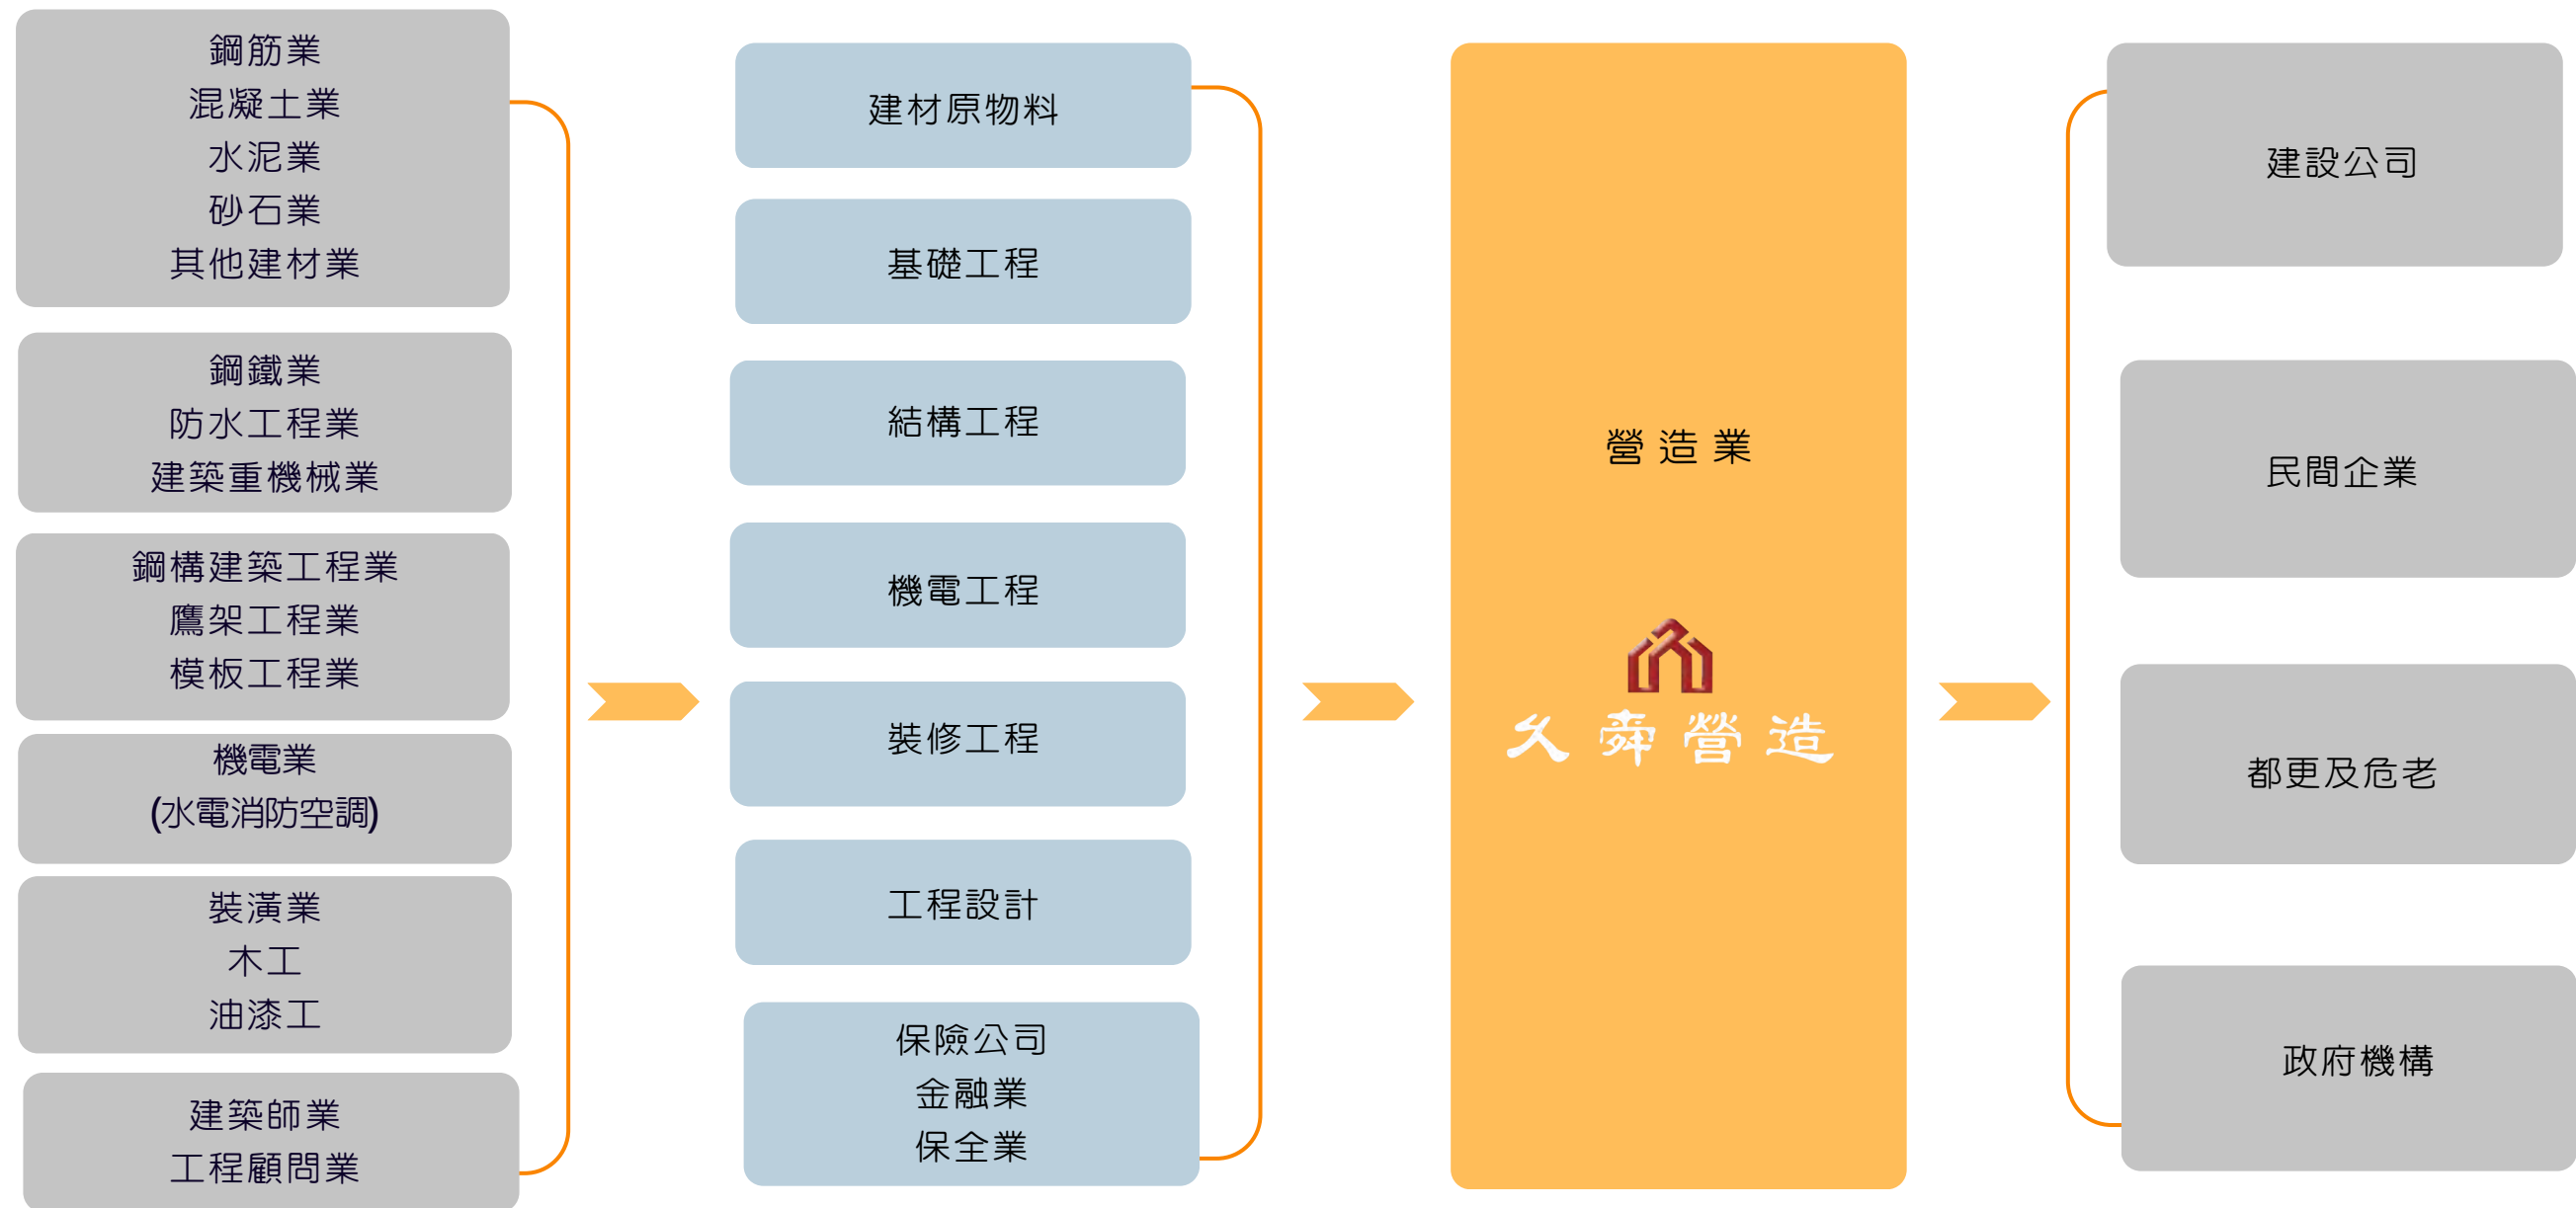 鋼筋業
混凝土業
水泥業
砂石業
其他建材業
鋼鐵業
防水工程業
建築重機械業
鋼構建築工程業
鷹架工程業
模板工程業
機電業
(水電消防空調)
裝潢業
木工
油漆工
建築師業
工程顧問業
建材原物料
基礎工程
結構工程
機電工程
裝修工程
工程設計
保險公司
金融業
保全業
營造業
久舜營造
建設公司
民間企業
都更及危老
政府機構